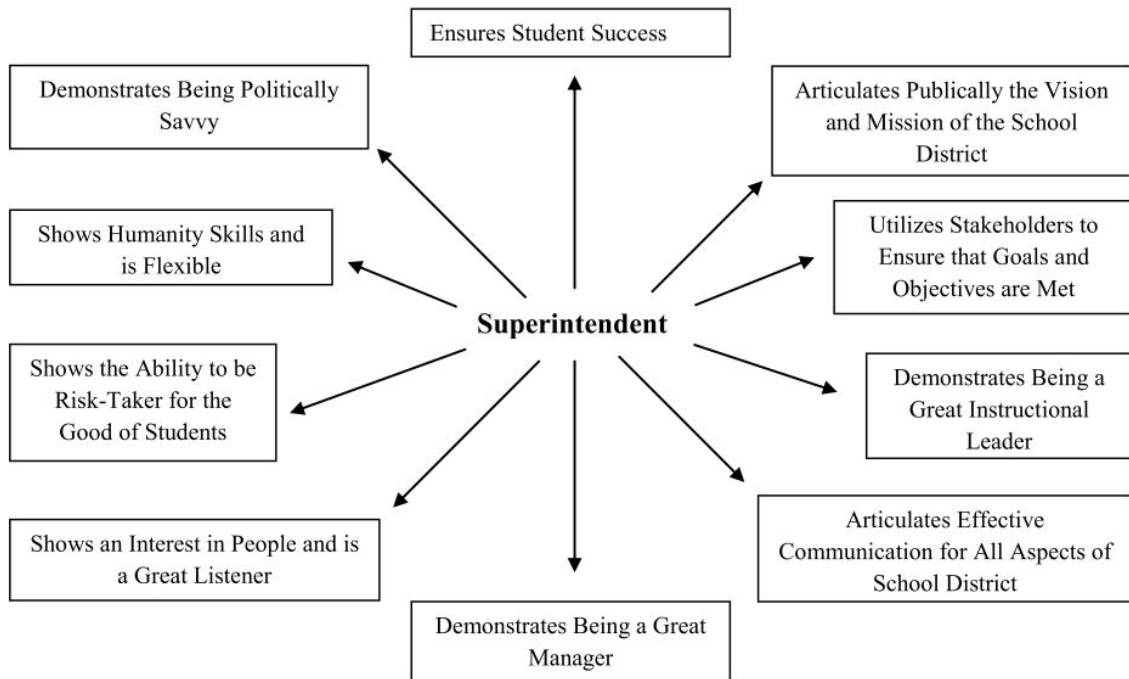 Ensures Student Success
Demonstrates Being Politically
Savvy
Articulates Publically the Vision
and Mission of the School
District
Shows Humanity Skills and
is Flexible
Utilizes Stakeholders to
Ensure that Goals and
Objectives are Met
Superintendent
Shows the Ability to be
Risk-Taker for the
Good of Students
Demonstrates Being a
Great Instructional
Leader
Shows an Interest in People and is
a Great Listener
Articulates Effective
Communication for All Aspects of
School District
Demonstrates Being a Great
Manager